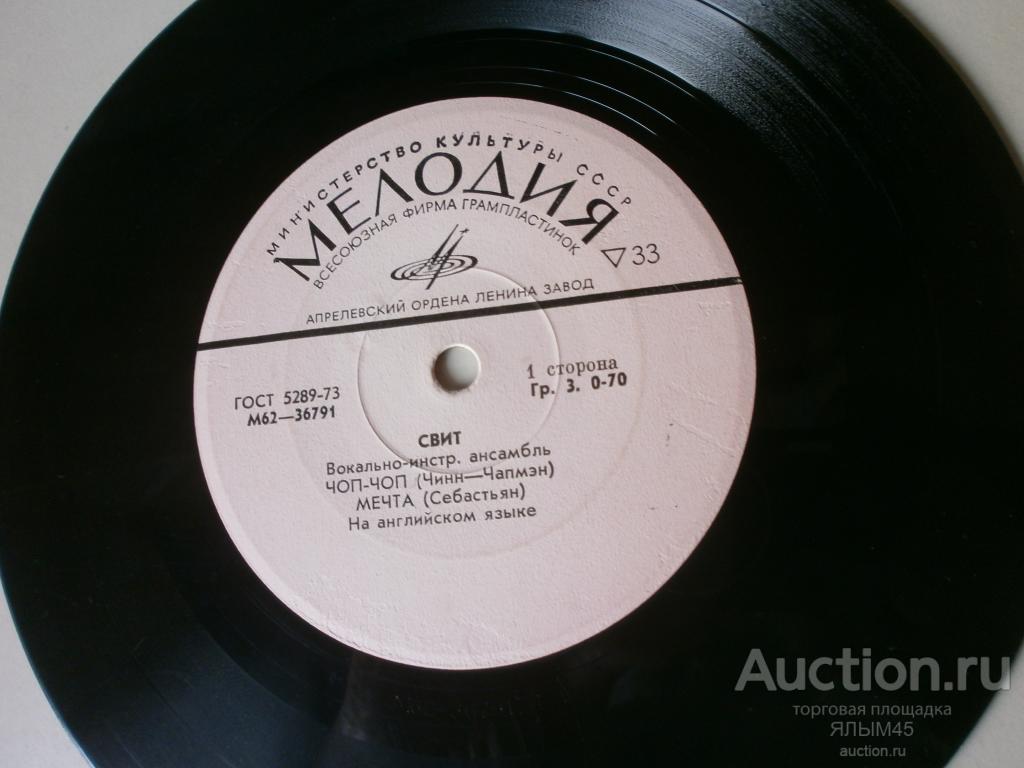 МИНИСТЕРСТВО КУЛЬТУРЫ СССР
МЕЛОДИЯ
ВСЕСОЮЗНАЯ ФИРМА ГРАМПЛАСТИНОК
▽33
АПРЕЛЕВСКИЙ ОРДЕНА ЛЕНИНА ЗАВОД
ГОСТ 5289-73
М62—36791
1 сторона
Гр. 3. 0-70
СВИТ
Вокально-инстр. ансамбль
ЧОП-ЧОП (Чинн—Чапмэн)
МЕЧТА (Себастьян)
На английском языке
Auction.ru
торговая площадка
ЯЛЫМ45
auction.ru